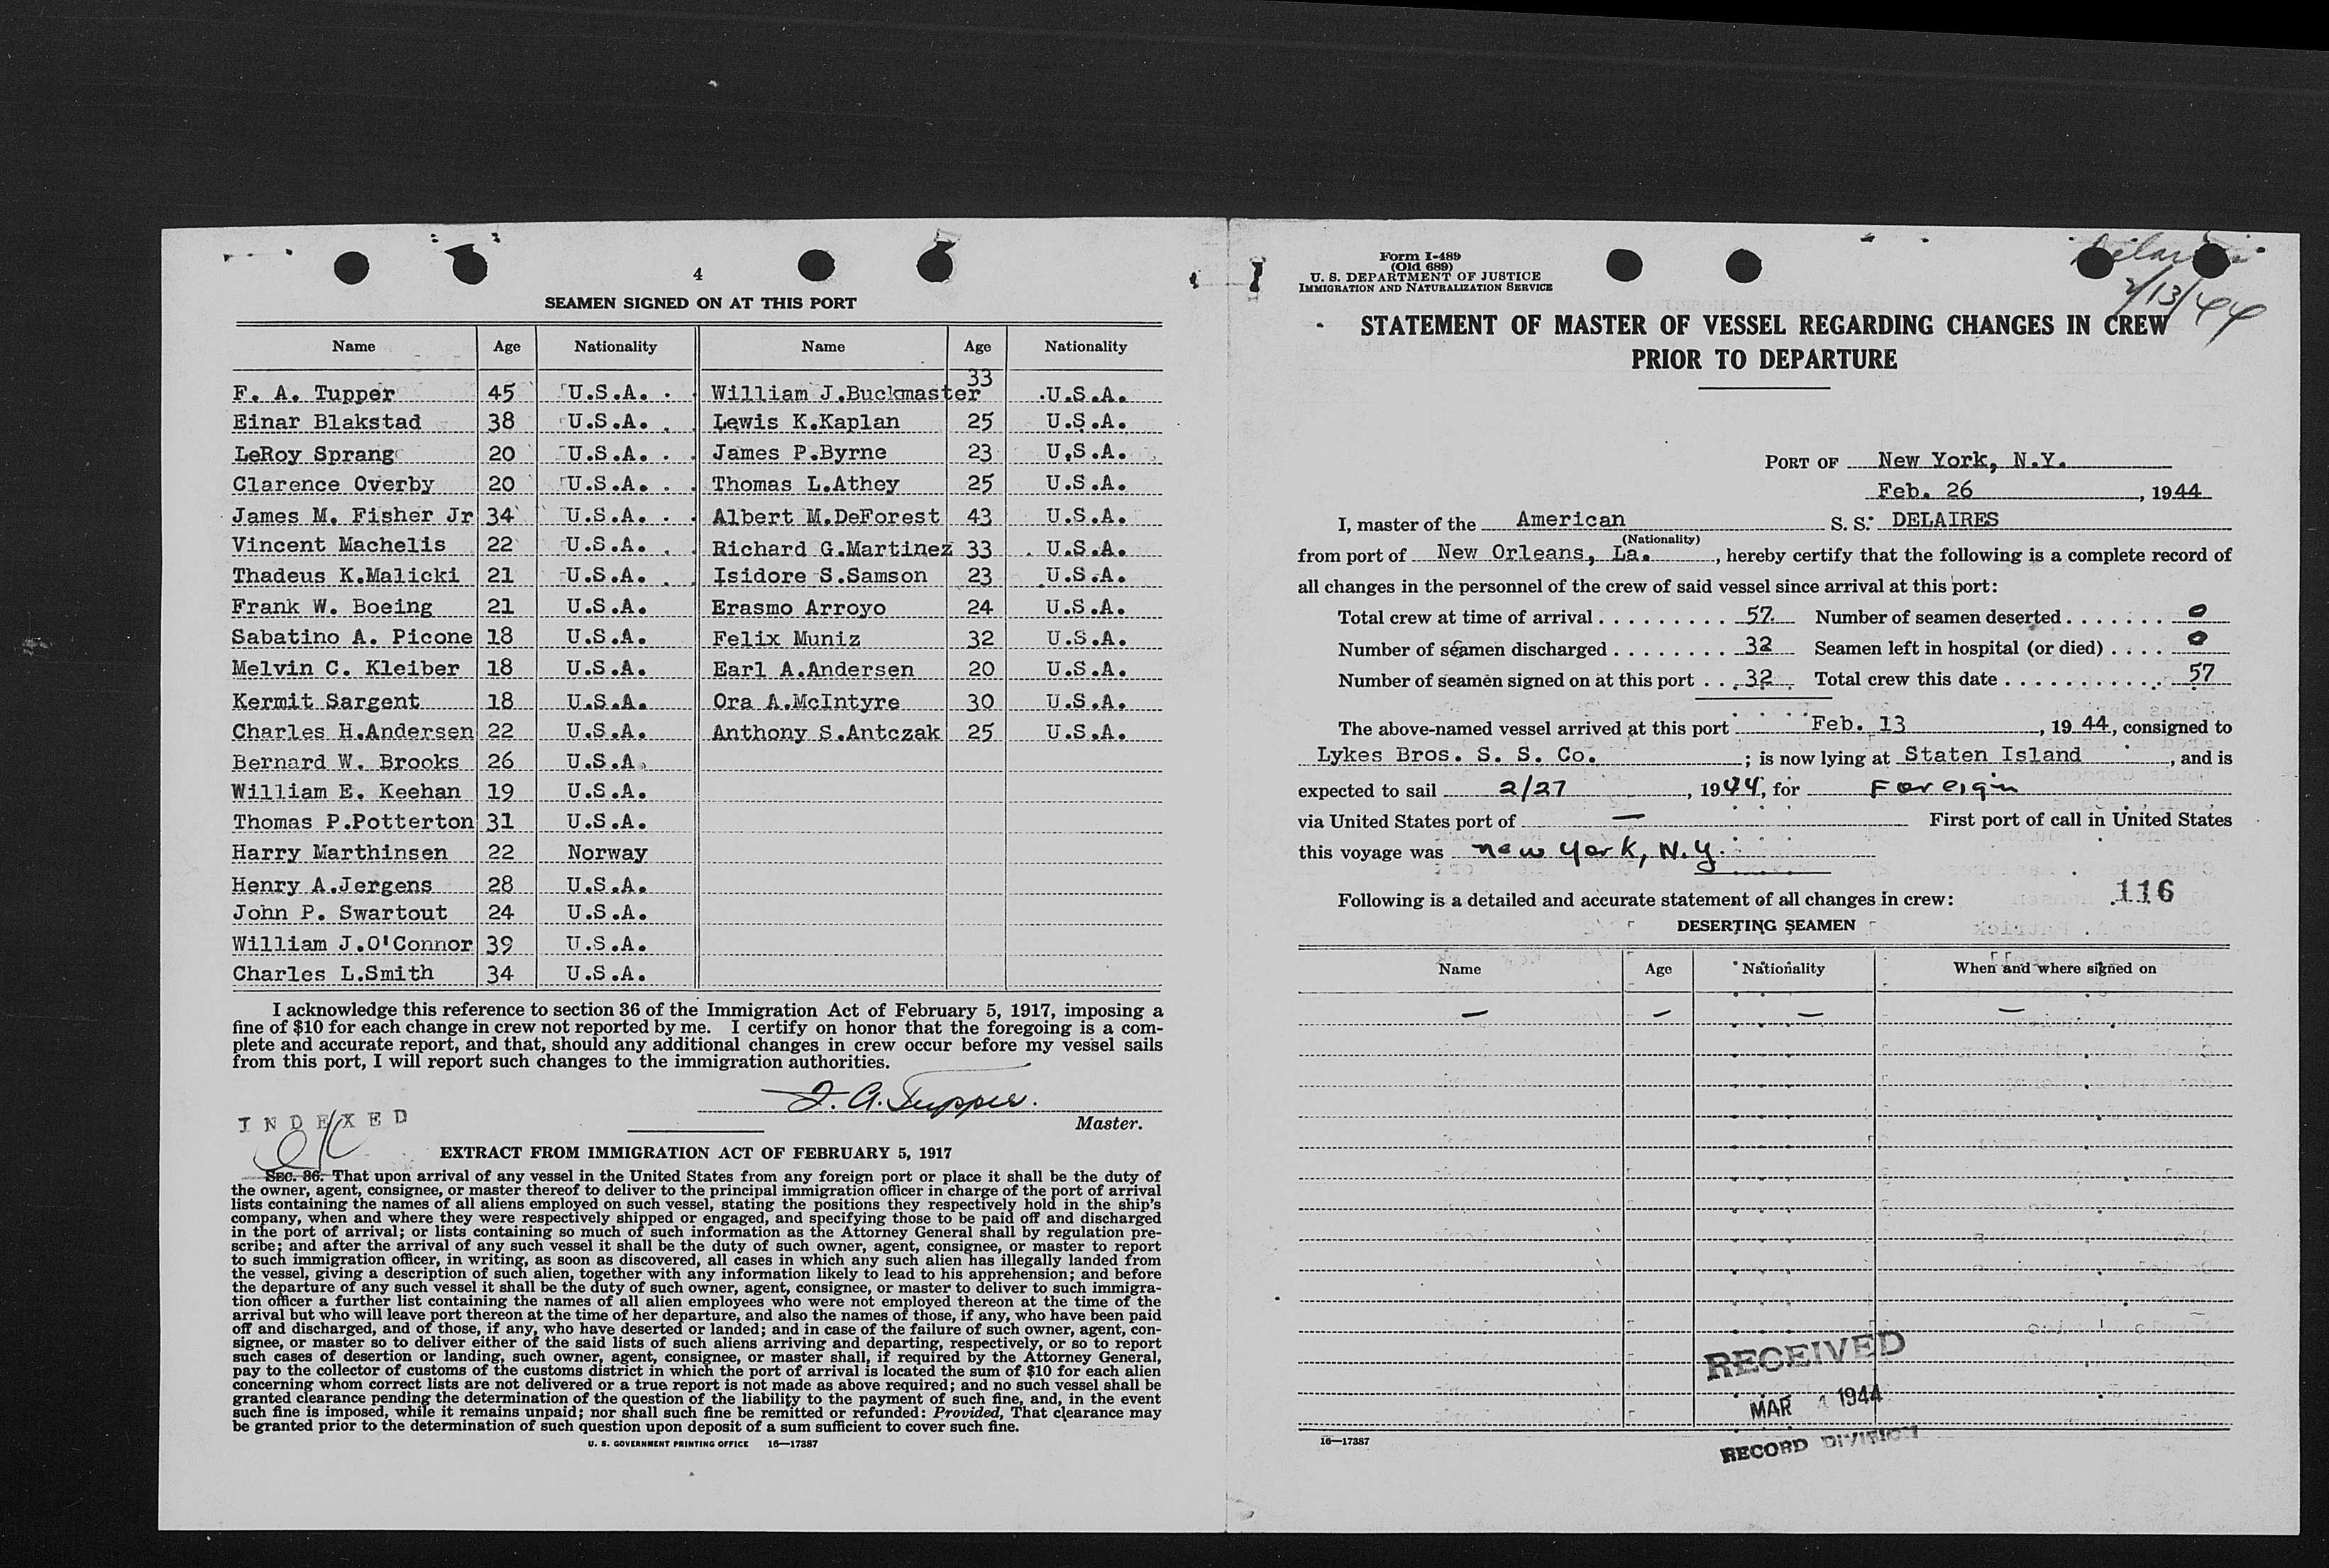 4
SEAMEN SIGNED ON AT THIS PORT
Name Age Nationality Name Age Nationality
F. A. Tupper 45 U.S.A. William J.Buckmaster 33 U.S.A.
Einar Blakstad 38 U.S.A. Lewis K.Kaplan 25 U.S.A.
LeRoy Sprang 20 U.S.A. James P.Byrne 23 U.S.A.
Clarence Overby 20 U.S.A. Thomas L.Athey 25 U.S.A.
James M. Fisher Jr 34 U.S.A. Albert M.DeForest 43 U.S.A.
Vincent Machelis 22 U.S.A. Richard G.Martinez 33 U.S.A.
Thadeus K.Malicki 21 U.S.A. Isidore S.Samson 23 U.S.A.
Frank W. Boeing 21 U.S.A. Erasmo Arroyo 24 U.S.A.
Sabatino A. Picone 18 U.S.A. Felix Muniz 32 U.S.A.
Melvin C. Kleiber 18 U.S.A. Earl A.Andersen 20 U.S.A.
Kermit Sargent 18 U.S.A. Ora A.McIntyre 30 U.S.A.
Charles H.Andersen 22 U.S.A. Anthony S.Antczak 25 U.S.A.
Bernard W. Brooks 26 U.S.A.
William E. Keehan 19 U.S.A.
Thomas P.Potterton 31 U.S.A.
Harry Marthinsen 22 Norway
Henry A.Jergens 28 U.S.A.
John P. Swartout 24 U.S.A.
William J.O'Connor 39 U.S.A.
Charles L.Smith 34 U.S.A.
I acknowledge this reference to section 36 of the Immigration Act of February 5, 1917, imposing a
fine of $10 for each change in crew not reported by me. I certify on honor that the foregoing is a com-
plete and accurate report, and that, should any additional changes in crew occur before my vessel sails
from this port, I will report such changes to the immigration authorities.
F. A. Tupper.
Master.
INDEXED
OK
EXTRACT FROM IMMIGRATION ACT OF FEBRUARY 5, 1917
SEC. 36. That upon arrival of any vessel in the United States from any foreign port or place it shall be the duty of
the owner, agent, consignee, or master thereof to deliver to the principal immigration officer in charge of the port of arrival
lists containing the names of all aliens employed on such vessel, stating the positions they respectively hold in the ship's
company, when and where they were respectively shipped or engaged, and specifying those to be paid off and discharged
in the port of arrival; or lists containing so much of such information as the Attorney General shall by regulation pre-
scribe; and after the arrival of any such vessel it shall be the duty of such owner, agent, consignee, or master to report
to such immigration officer, in writing, as soon as discovered, all cases in which any such alien has illegally landed from
the vessel, giving a description of such alien, together with any information likely to lead to his apprehension; and before
the departure of any such vessel it shall be the duty of such owner, agent, consignee, or master to deliver to such immigra-
tion officer a further list containing the names of all alien employees who were not employed thereon at the time of the
arrival but who will leave port thereon at the time of her departure, and also the names of those, if any, who have been paid
off and discharged, and of those, if any, who have deserted or landed; and in case of the failure of such owner, agent, con-
signee, or master so to deliver either of the said lists of such aliens arriving and departing, respectively, or so to report
such cases of desertion or landing, such owner, agent, consignee, or master shall, if required by the Attorney General,
pay to the collector of customs of the customs district in which the port of arrival is located the sum of $10 for each alien
concerning whom correct lists are not delivered or a true report is not made as above required; and no such vessel shall be
granted clearance pending the determination of the question of the liability to the payment of such fine, and, in the event
such fine is imposed, while it remains unpaid; nor shall such fine be remitted or refunded: Provided, That clearance may
be granted prior to the determination of such question upon deposit of a sum sufficient to cover such fine.
U. S. GOVERNMENT PRINTING OFFICE 16—17387
Form I-489
(Old 689)
U. S. DEPARTMENT OF JUSTICE
IMMIGRATION AND NATURALIZATION SERVICE
2/13/44
STATEMENT OF MASTER OF VESSEL REGARDING CHANGES IN CREW
PRIOR TO DEPARTURE
PORT OF New York, N.Y.
Feb. 26, 1944
I, master of the American S. S. DELAIRES
(Nationality)
from port of New Orleans, La., hereby certify that the following is a complete record of
all changes in the personnel of the crew of said vessel since arrival at this port:
Total crew at time of arrival . . . . . . . . . 57. Number of seamen deserted . . . . . . . 0
Number of seamen discharged . . . . . . . . 32 Seamen left in hospital (or died) . . . . 0
Number of seamen signed on at this port . . . 32 Total crew this date . . . . . . . . . . . . 57
The above-named vessel arrived at this port Feb. 13, 1944, consigned to
Lykes Bros. S. S. Co.; is now lying at Staten Island, and is
expected to sail 2/27, 1944, for Foreign
via United States port of — First port of call in United States
this voyage was New York, N.Y.
Following is a detailed and accurate statement of all changes in crew: 116
DESERTING SEAMEN
Name Age Nationality When and where signed on
— — — —
RECEIVED
MAR 4 1944
RECORD DIVISION
16—17387